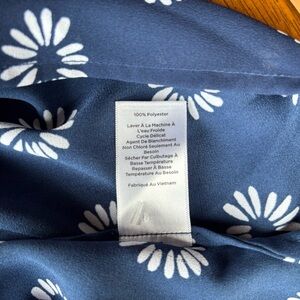 100% Polyester
Laver À La Machine À
L'eau Froide
Cycle Délicat
Agent De Blanchiment
Non Chloré Seulement Au
Besoin
Sécher Par Culbutage À
Basse Température
Repasser À Basse
Température Au Besoin
Fabriqué Au Vietnam